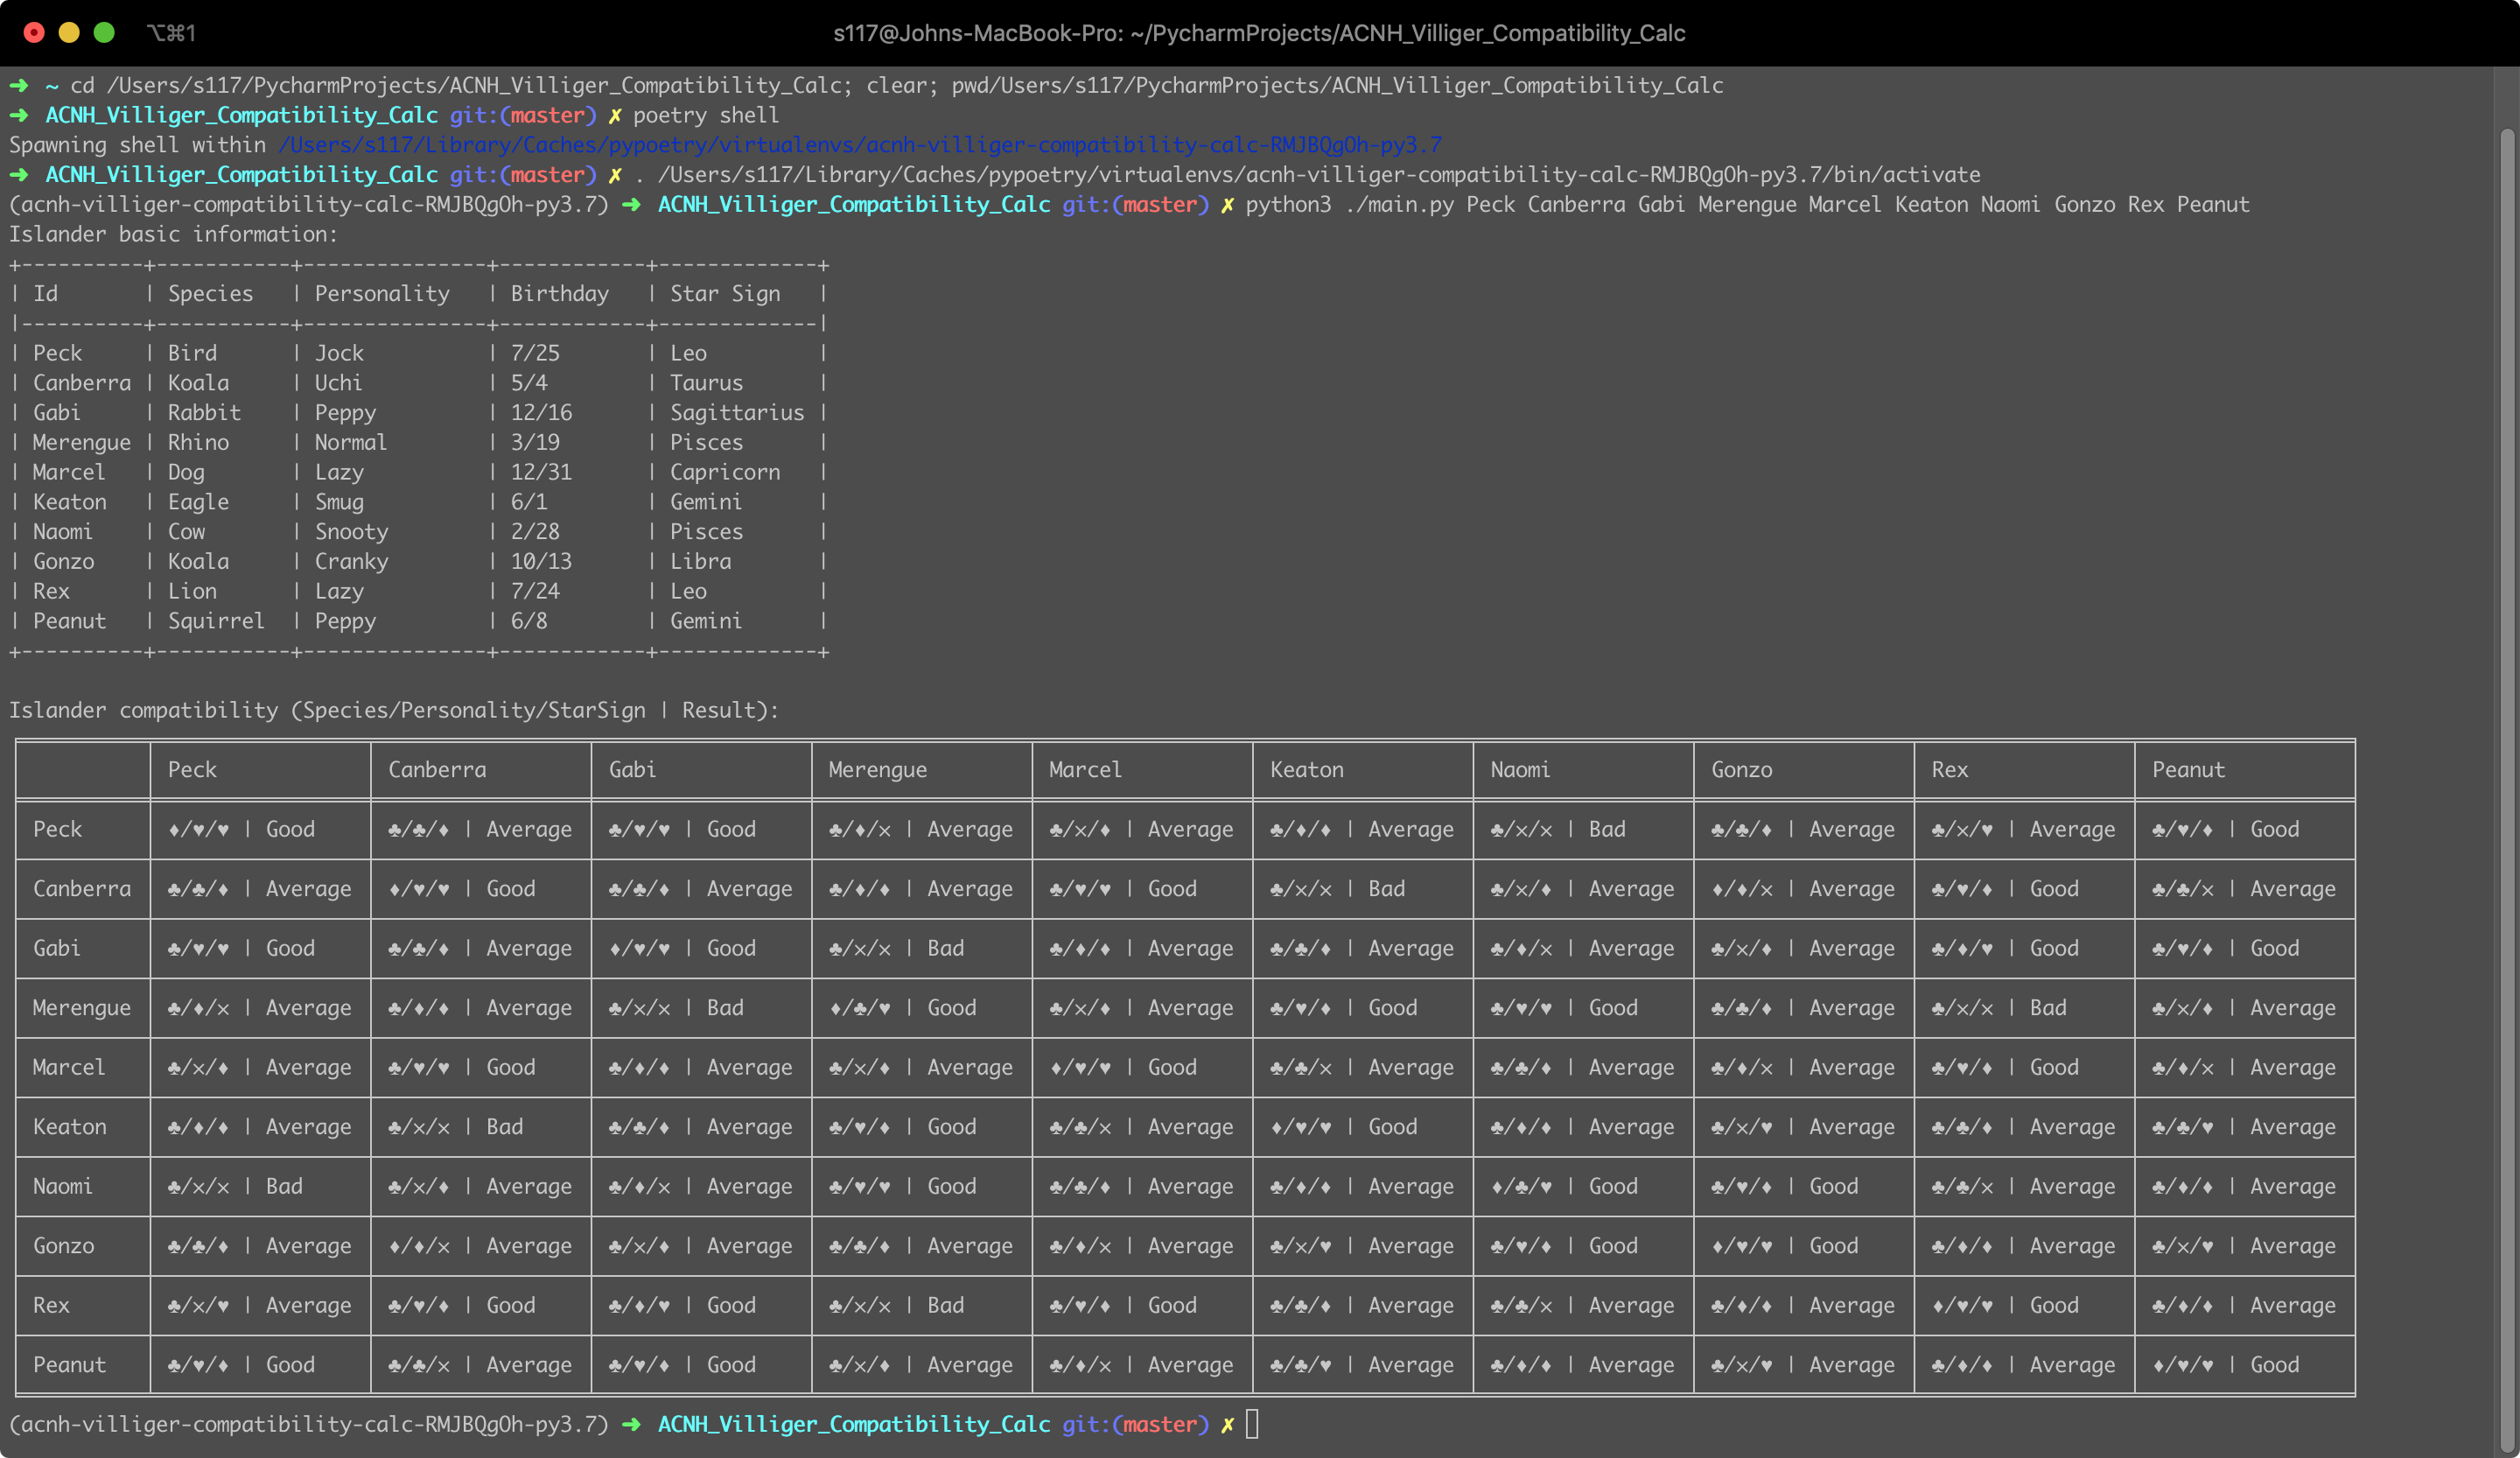 ⌥⌘1 s117@Johns-MacBook-Pro: ~/PycharmProjects/ACNH_Villiger_Compatibility_Calc
➜ ~ cd /Users/s117/PycharmProjects/ACNH_Villiger_Compatibility_Calc; clear; pwd/Users/s117/PycharmProjects/ACNH_Villiger_Compatibility_Calc
➜ ACNH_Villiger_Compatibility_Calc git:(master) ✗ poetry shell
Spawning shell within /Users/s117/Library/Caches/pypoetry/virtualenvs/acnh-villiger-compatibility-calc-RMJBQgOh-py3.7
➜ ACNH_Villiger_Compatibility_Calc git:(master) ✗ . /Users/s117/Library/Caches/pypoetry/virtualenvs/acnh-villiger-compatibility-calc-RMJBQgOh-py3.7/bin/activate
(acnh-villiger-compatibility-calc-RMJBQgOh-py3.7) ➜ ACNH_Villiger_Compatibility_Calc git:(master) ✗ python3 ./main.py Peck Canberra Gabi Merengue Marcel Keaton Naomi Gonzo Rex Peanut
Islander basic information:
+----------+-----------+---------------+------------+-------------+
| Id       | Species   | Personality   | Birthday   | Star Sign   |
|----------+-----------+---------------+------------+-------------|
| Peck     | Bird      | Jock          | 7/25       | Leo         |
| Canberra | Koala     | Uchi          | 5/4        | Taurus      |
| Gabi     | Rabbit    | Peppy         | 12/16      | Sagittarius |
| Merengue | Rhino     | Normal        | 3/19       | Pisces      |
| Marcel   | Dog       | Lazy          | 12/31      | Capricorn   |
| Keaton   | Eagle     | Smug          | 6/1        | Gemini      |
| Naomi    | Cow       | Snooty        | 2/28       | Pisces      |
| Gonzo    | Koala     | Cranky        | 10/13      | Libra       |
| Rex      | Lion      | Lazy          | 7/24       | Leo         |
| Peanut   | Squirrel  | Peppy         | 6/8        | Gemini      |
+----------+-----------+---------------+------------+-------------+
Islander compatibility (Species/Personality/StarSign | Result):
Peck Canberra Gabi Merengue Marcel Keaton Naomi Gonzo Rex Peanut
Peck ♦/♥/♥ | Good ♣/♣/♦ | Average ♣/♥/♥ | Good ♣/♦/× | Average ♣/×/♦ | Average ♣/♦/♦ | Average ♣/×/× | Bad ♣/♣/♦ | Average ♣/×/♥ | Average ♣/♥/♦ | Good
Canberra ♣/♣/♦ | Average ♦/♥/♥ | Good ♣/♣/♦ | Average ♣/♦/♦ | Average ♣/♥/♥ | Good ♣/×/× | Bad ♣/×/♦ | Average ♦/♦/× | Average ♣/♥/♦ | Good ♣/♣/× | Average
Gabi ♣/♥/♥ | Good ♣/♣/♦ | Average ♦/♥/♥ | Good ♣/×/× | Bad ♣/♦/♦ | Average ♣/♣/♦ | Average ♣/♦/× | Average ♣/×/♦ | Average ♣/♦/♥ | Good ♣/♥/♦ | Good
Merengue ♣/♦/× | Average ♣/♦/♦ | Average ♣/×/× | Bad ♦/♣/♥ | Good ♣/×/♦ | Average ♣/♥/♦ | Good ♣/♥/♥ | Good ♣/♣/♦ | Average ♣/×/× | Bad ♣/×/♦ | Average
Marcel ♣/×/♦ | Average ♣/♥/♥ | Good ♣/♦/♦ | Average ♣/×/♦ | Average ♦/♥/♥ | Good ♣/♣/× | Average ♣/♣/♦ | Average ♣/♦/× | Average ♣/♥/♦ | Good ♣/♦/× | Average
Keaton ♣/♦/♦ | Average ♣/×/× | Bad ♣/♣/♦ | Average ♣/♥/♦ | Good ♣/♣/× | Average ♦/♥/♥ | Good ♣/♦/♦ | Average ♣/×/♥ | Average ♣/♣/♦ | Average ♣/♣/♥ | Average
Naomi ♣/×/× | Bad ♣/×/♦ | Average ♣/♦/× | Average ♣/♥/♥ | Good ♣/♣/♦ | Average ♣/♦/♦ | Average ♦/♣/♥ | Good ♣/♥/♦ | Good ♣/♣/× | Average ♣/♦/♦ | Average
Gonzo ♣/♣/♦ | Average ♦/♦/× | Average ♣/×/♦ | Average ♣/♣/♦ | Average ♣/♦/× | Average ♣/×/♥ | Average ♣/♥/♦ | Good ♦/♥/♥ | Good ♣/♦/♦ | Average ♣/×/♥ | Average
Rex ♣/×/♥ | Average ♣/♥/♦ | Good ♣/♦/♥ | Good ♣/×/× | Bad ♣/♥/♦ | Good ♣/♣/♦ | Average ♣/♣/× | Average ♣/♦/♦ | Average ♦/♥/♥ | Good ♣/♦/♦ | Average
Peanut ♣/♥/♦ | Good ♣/♣/× | Average ♣/♥/♦ | Good ♣/×/♦ | Average ♣/♦/× | Average ♣/♣/♥ | Average ♣/♦/♦ | Average ♣/×/♥ | Average ♣/♦/♦ | Average ♦/♥/♥ | Good
(acnh-villiger-compatibility-calc-RMJBQgOh-py3.7) ➜ ACNH_Villiger_Compatibility_Calc git:(master) ✗